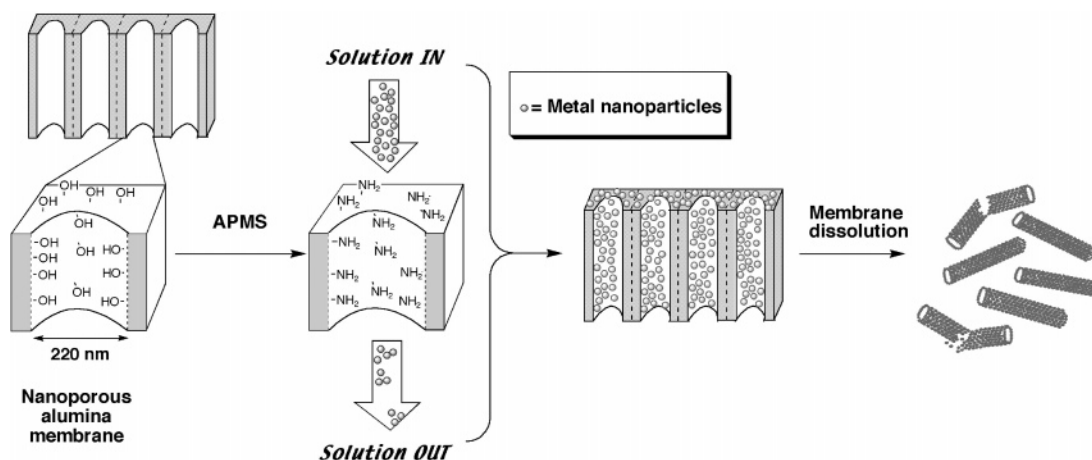 Solution IN
= Metal nanoparticles
OH
OH
OH
OH
OH
-OH
-OH
-OH
-OH
OH
HO-
HO-
OH
HO-
220 nm
Nanoporous
alumina
membrane
APMS
NH2
NH2
NH2
NH2
NH2
-NH2
NH2
-NH2
NH2
-NH2
NH2
NH2
Solution OUT
Membrane
dissolution